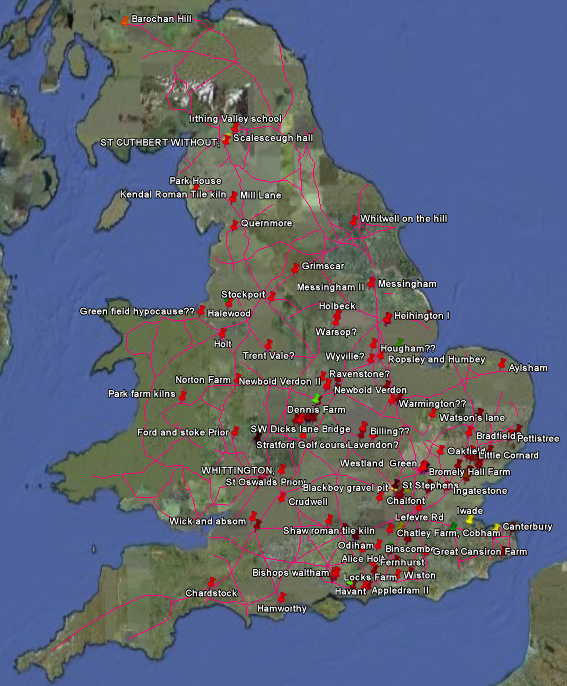 Barochan Hill
Irthing Valley school
Scalesceugh hall
ST CUTHBERT WITHOUT,
Park House
Kendal Roman Tile kiln
Mill Lane
Quernmore
Whitwell on the hill
Grimscar
Messingham
Messingham II
Stockport
Holbeck
Green field hypocause??
Halewood
Heihington I
Warsop?
Holt
Hougham??
Trent Vale?
Wyville?
Ropsley and Humbey
Aylsham
Ravenstone?
Norton Farm
Newbold Verdon II
Newbold Verdon
Park farm kilns
Warmington??
Dennis Farm
Watson's lane
SW Dicks lane Bridge
Ford and stoke Prior
Billing??
Bradfield
Pettistree
Stratford Golf course
Lavendon?
Oakfield
Little Cornard
Westland Green
WHITTINGTON,
Bromely Hall Farm
St Oswalds Priory
Blackboy gravel pit
St Stephens
Ingatestone
Crudwell
Chalfont
Iwade
Lefevre Rd
Wick and absom
Shaw roman tile kiln
Chatley Farm, Cobham
Canterbury
Odiham
Binscombe
Great Cansiron Farm
Alice Holt
Fernhurst
Bishops waltham
Locks Farm
Wiston
Chardstock
Havant
Appledram II
Hamworthy